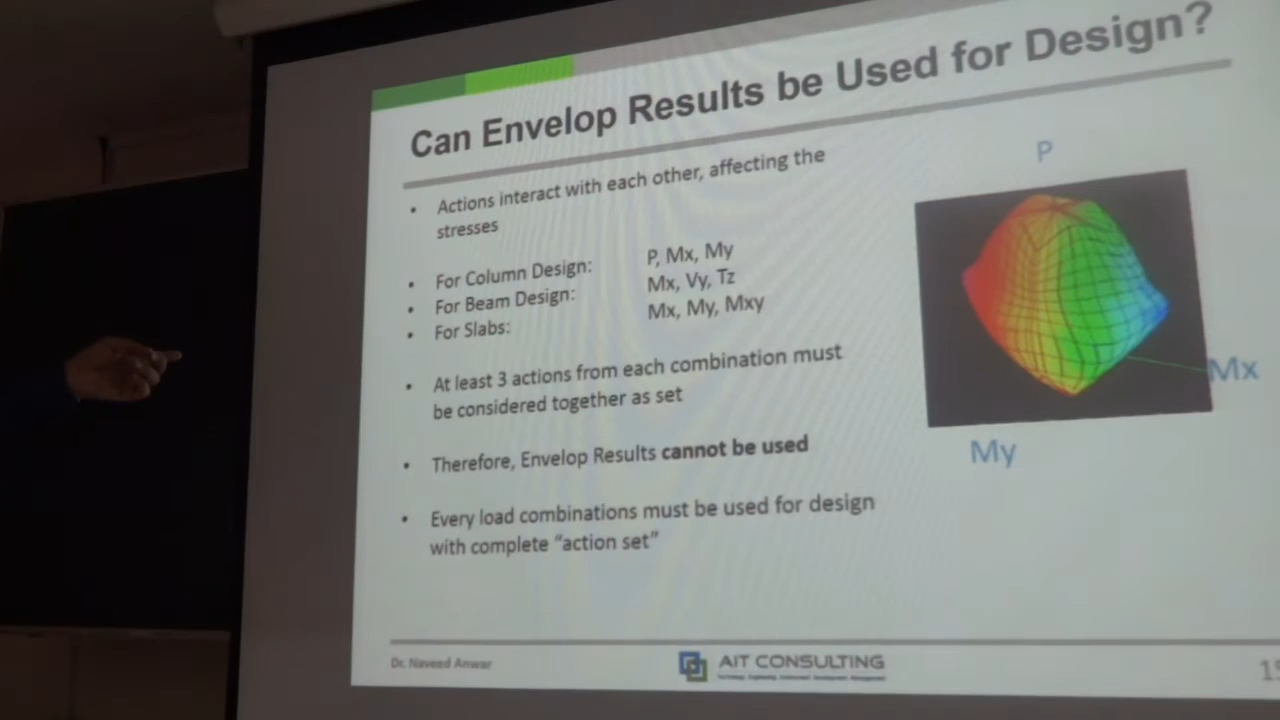 Can Envelop Results be Used for Design?
• Actions interact with each other, affecting the
stresses
• For Column Design: P, Mx, My
• For Beam Design: Mx, Vy, Tz
• For Slabs: Mx, My, Mxy
• At least 3 actions from each combination must
be considered together as set
• Therefore, Envelop Results cannot be used
• Every load combinations must be used for design
with complete “action set”
P
Mx
My
Dr. Naveed Anwar
AIT CONSULTING